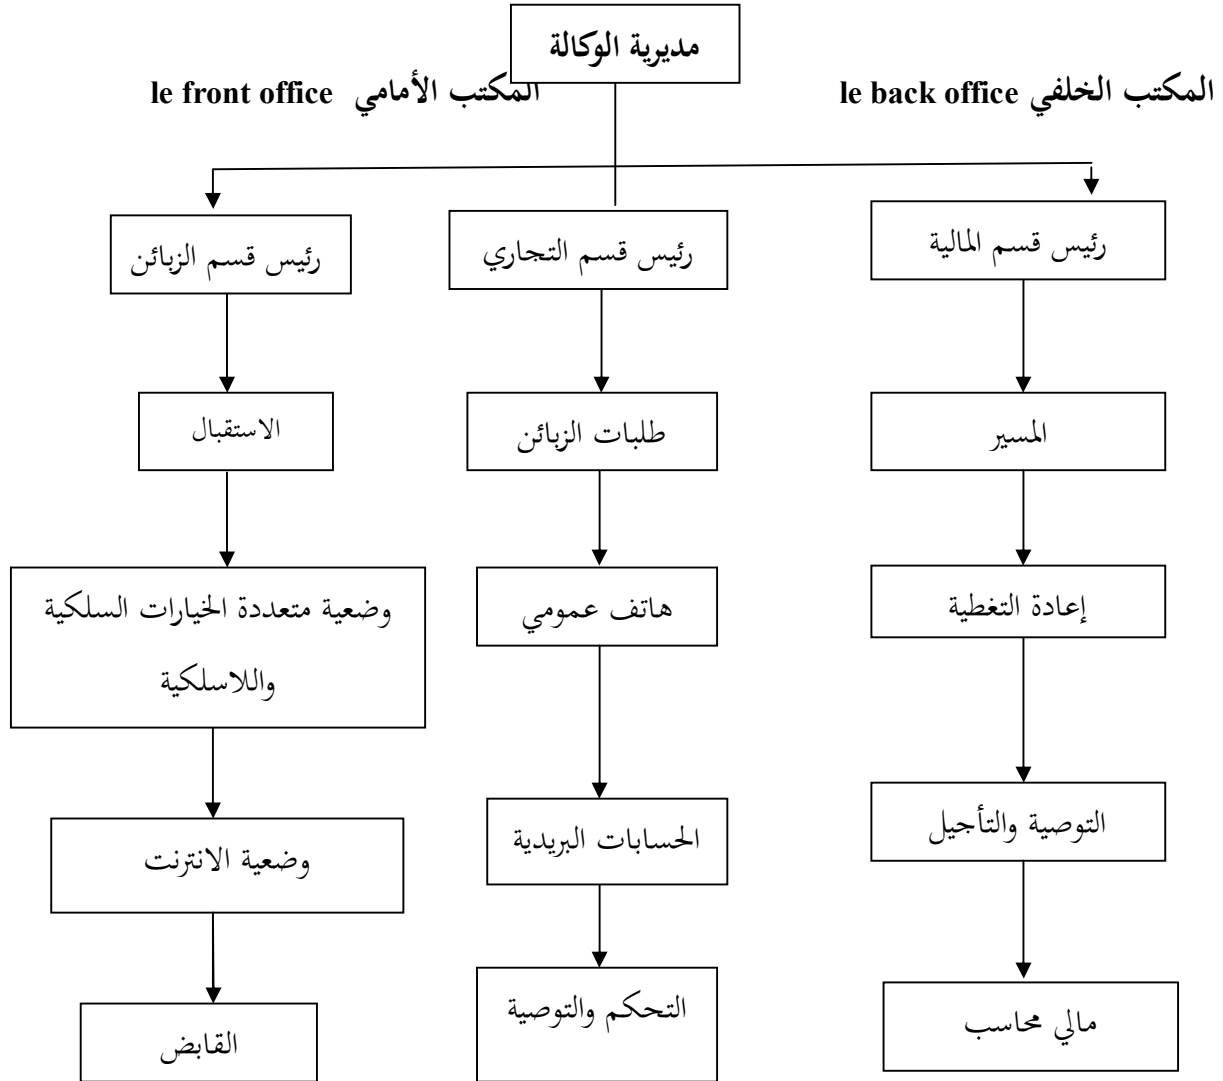 مديرية الوكالة
المكتب الخلفي le back office
المكتب الأمامي le front office
رئيس قسم المالية
رئيس قسم التجاري
رئيس قسم الزبائن
المسير
طلبات الزبائن
الاستقبال
إعادة التغطية
هاتف عمومي
وضعية متعددة الخيارات السلكية
واللاسلكية
التوصية والتأجيل
الحسابات البريدية
وضعية الانترنت
مالي محاسب
التحكم والتوصية
القابض